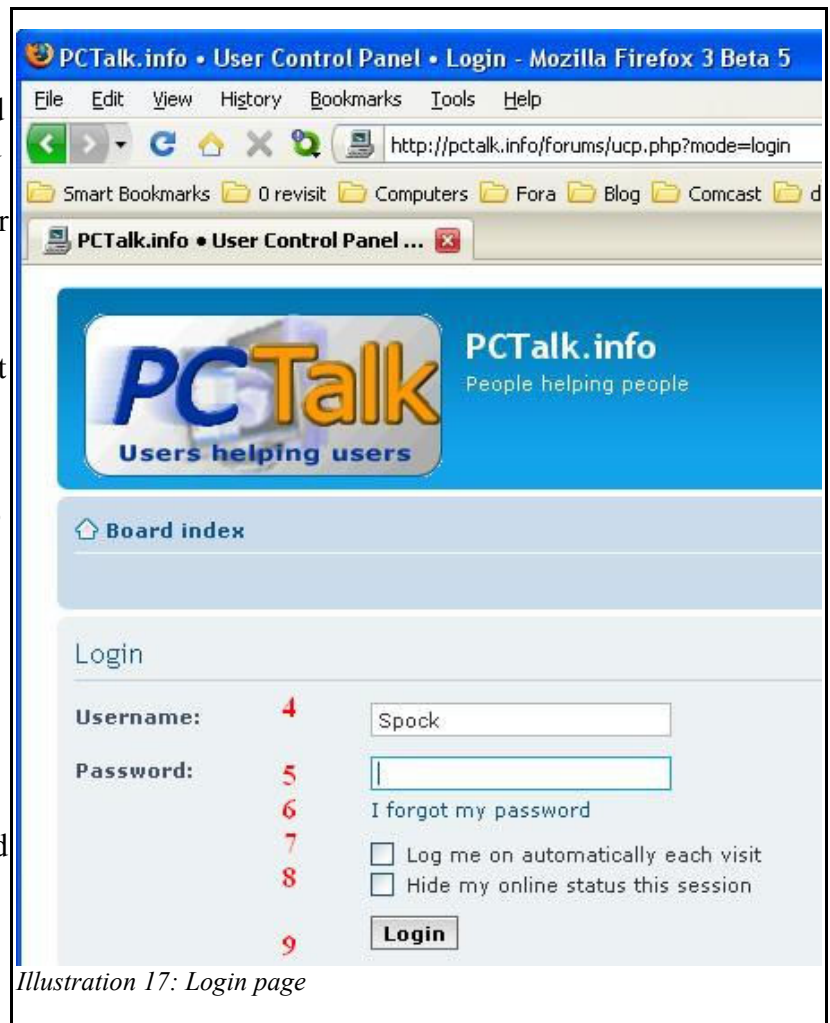 PCTalk.info • User Control Panel • Login - Mozilla Firefox 3 Beta 5
File Edit View History Bookmarks Tools Help
http://pctalk.info/forums/ucp.php?mode=login
Smart Bookmarks 0 revisit Computers Fora Blog Comcast d
PCTalk.info • User Control Panel ...
PCTalk
Users helping users
PCTalk.info
People helping people
Board index
Login
Username: 4 Spock
Password: 5
6 I forgot my password
7 Log me on automatically each visit
8 Hide my online status this session
9 Login
Illustration 17: Login page